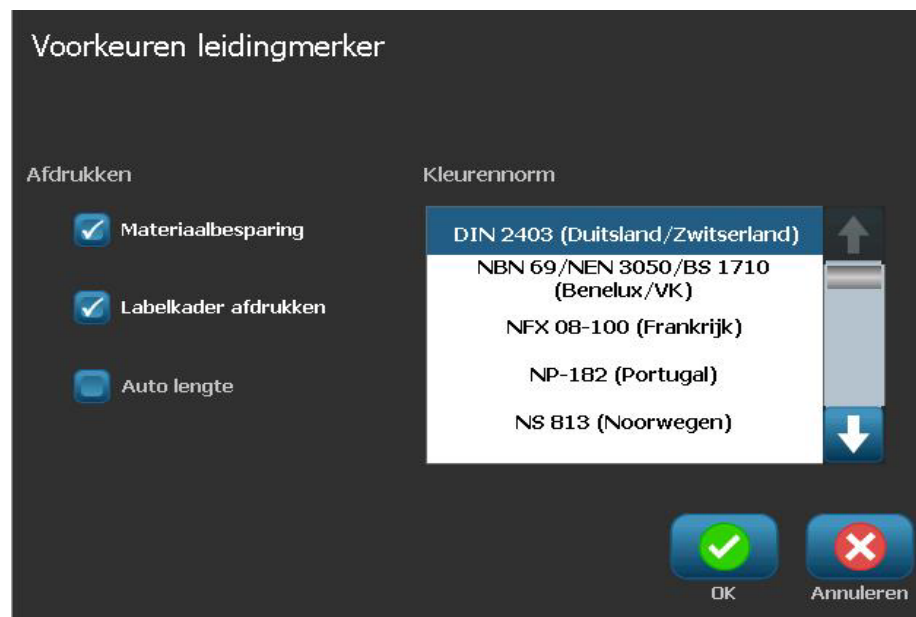 Voorkeuren leidingmerker
Afdrukken
Materiaalbesparing
Labelkader afdrukken
Auto lengte
Kleurennorm
DIN 2403 (Duitsland/Zwitserland)
NBN 69/NEN 3050/BS 1710
(Benelux/VK)
NFX 08-100 (Frankrijk)
NP-182 (Portugal)
NS 813 (Noorwegen)
OK
Annuleren